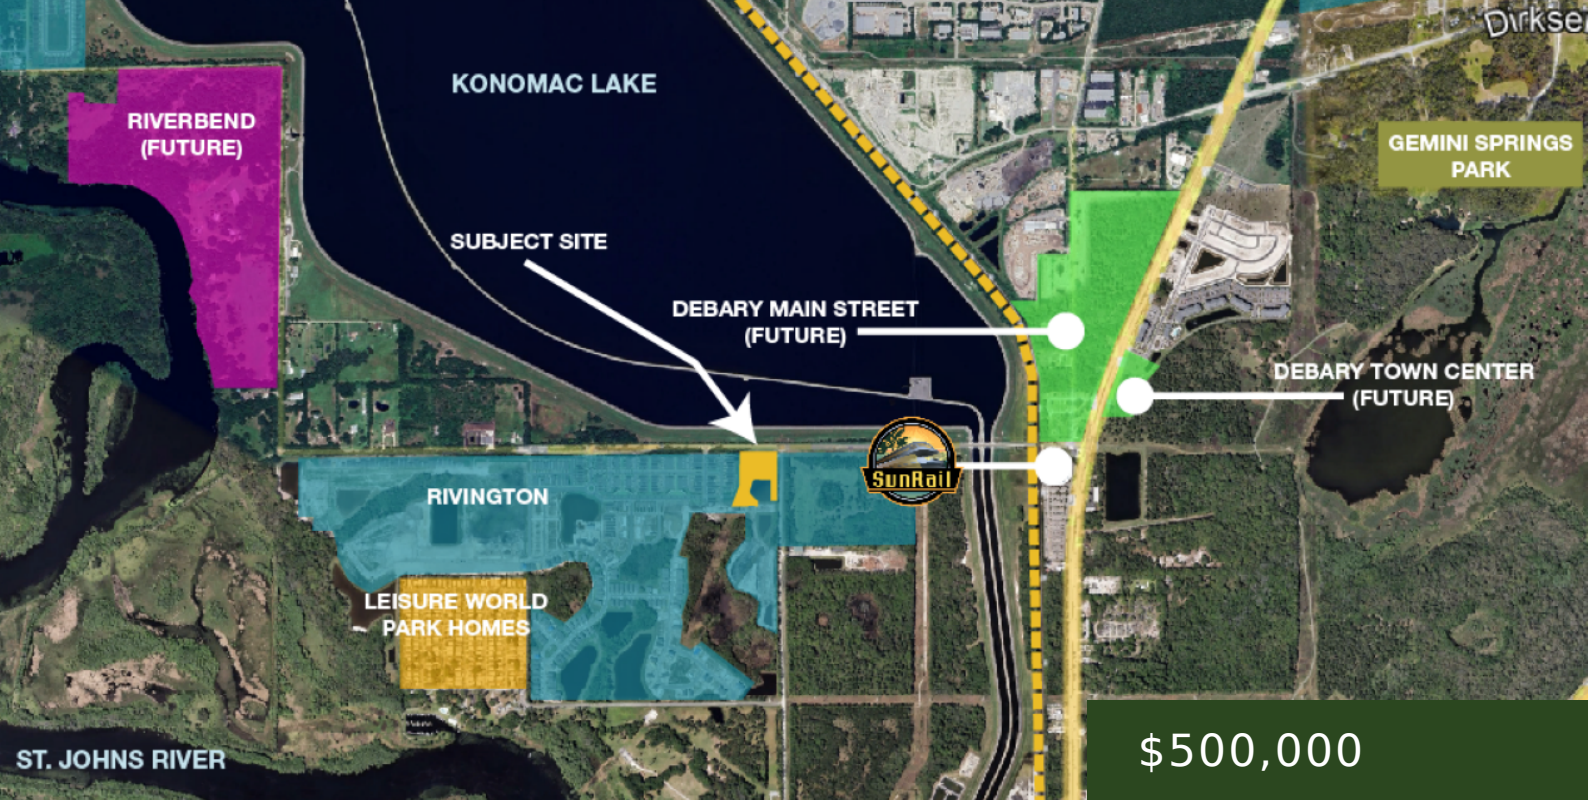 Dirkse
KONOMAC LAKE
RIVERBEND
(FUTURE)
GEMINI SPRINGS
PARK
SUBJECT SITE
DEBARY MAIN STREET
(FUTURE)
DEBARY TOWN CENTER
(FUTURE)
SunRail
RIVINGTON
LEISURE WORLD
PARK HOMES
ST. JOHNS RIVER
$500,000